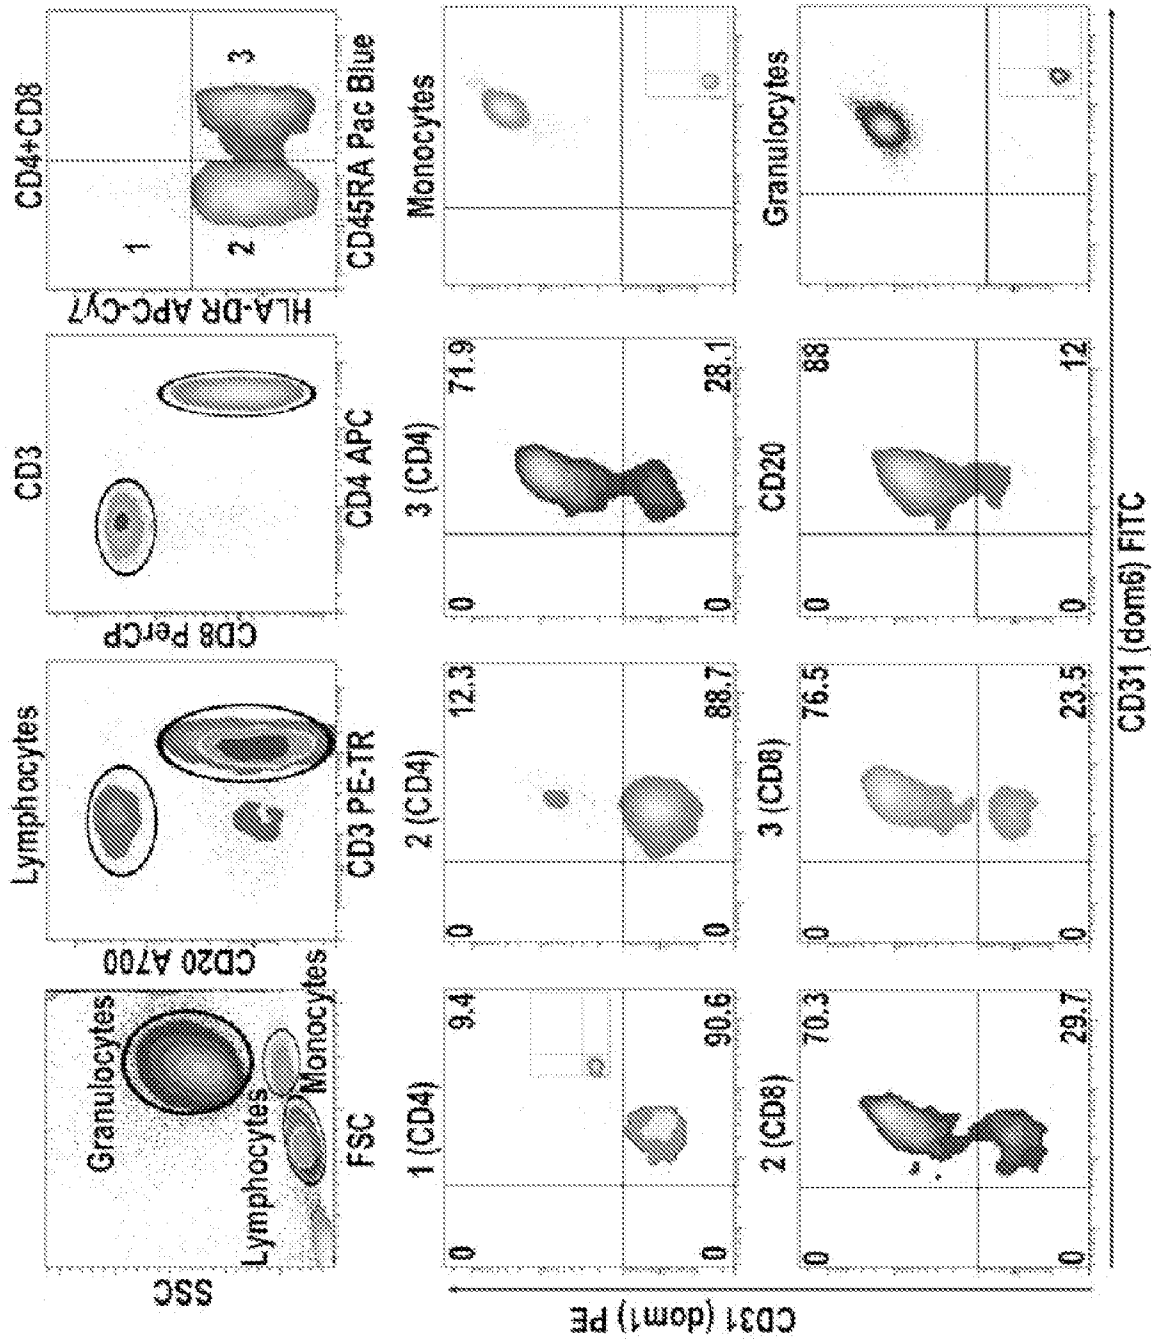 Lymphocytes
CD3
CD4+CD8
SSC
Granulocytes
Lymphocytes
Monocytes
FSC
CD20 A700
CD3 PE-TR
CD8 PerCP
CD4 APC
HLA-DR APC-Cy7
1
2
3
CD45RA Pac Blue
CD31 (dom1) PE
1 (CD4)
0
9.4
0
90.6
2 (CD4)
0
12.3
0
88.7
3 (CD4)
0
71.9
0
28.1
Monocytes
2 (CD8)
0
70.3
0
29.7
3 (CD8)
0
76.5
0
23.5
CD20
0
88
0
12
Granulocytes
CD31 (dom6) FITC